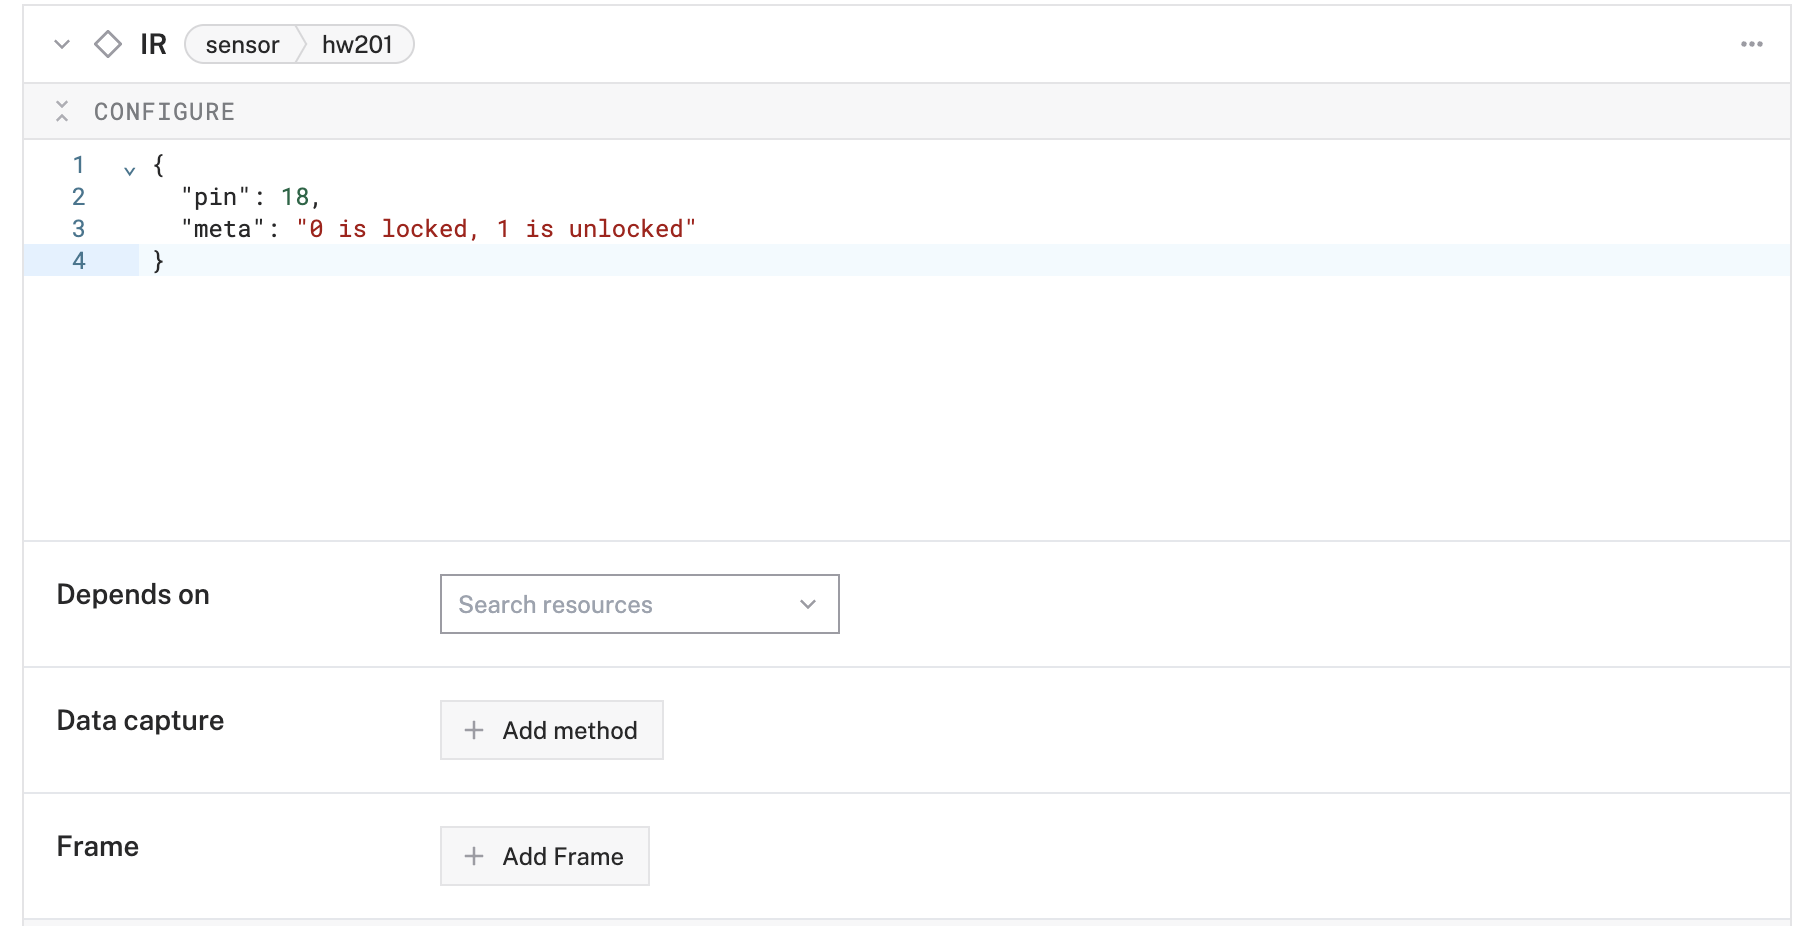 IR sensor hw201
CONFIGURE
1 {
2 "pin": 18,
3 "meta": "0 is locked, 1 is unlocked"
4 }
Depends on Search resources
Data capture + Add method
Frame + Add Frame